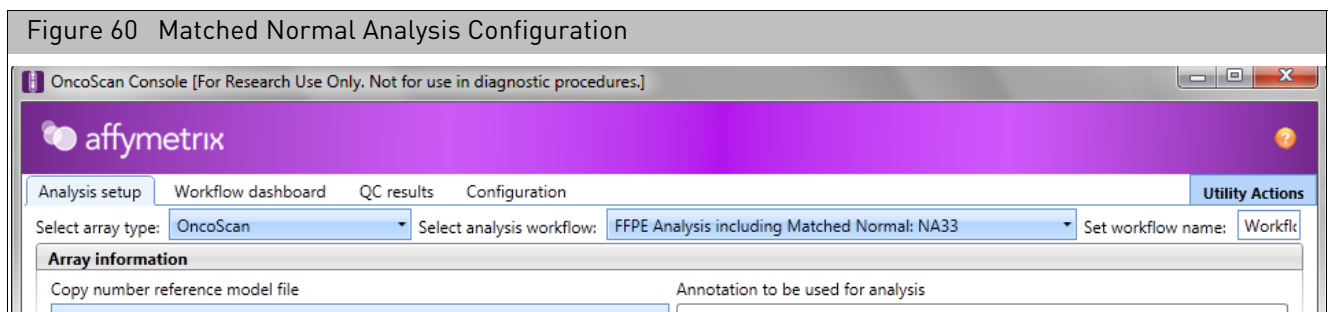 Figure 60 Matched Normal Analysis Configuration
OncoScan Console [For Research Use Only. Not for use in diagnostic procedures.]
affymetrix
Analysis setup Workflow dashboard QC results Configuration Utility Actions
Select array type: OncoScan Select analysis workflow: FFPE Analysis including Matched Normal: NA33 Set workflow name:
Array information
Copy number reference model file Annotation to be used for analysis